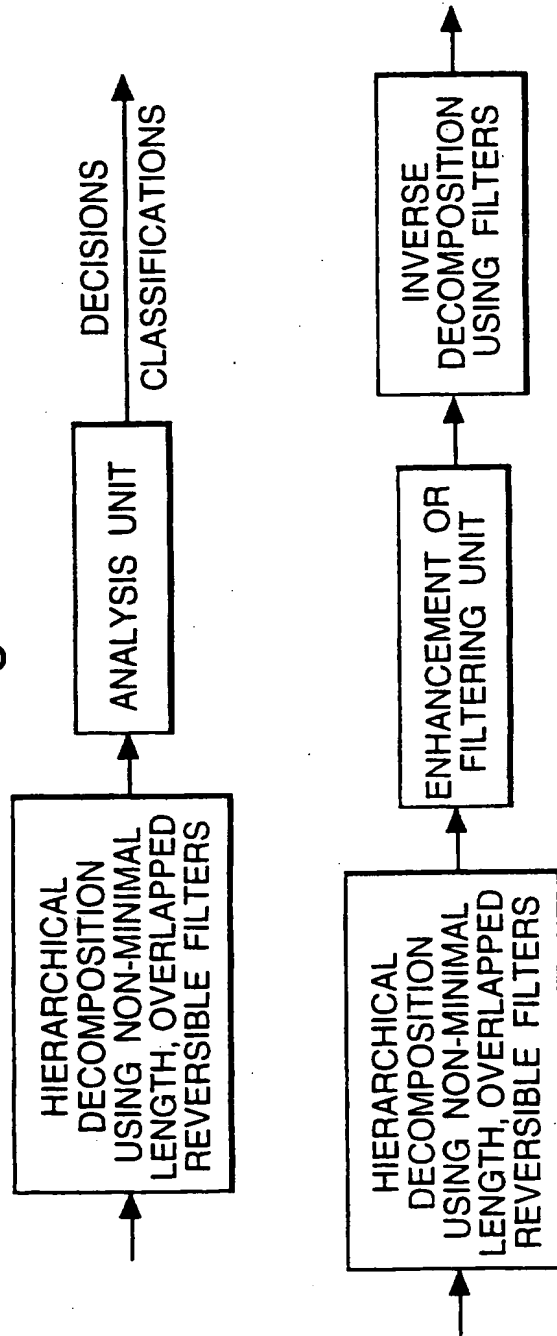 HIERARCHICAL
DECOMPOSITION
USING NON-MINIMAL
LENGTH, OVERLAPPED
REVERSIBLE FILTERS
ANALYSIS UNIT
DECISIONS
CLASSIFICATIONS
HIERARCHICAL
DECOMPOSITION
USING NON-MINIMAL
LENGTH, OVERLAPPED
REVERSIBLE FILTERS
ENHANCEMENT OR
FILTERING UNIT
INVERSE
DECOMPOSITION
USING FILTERS